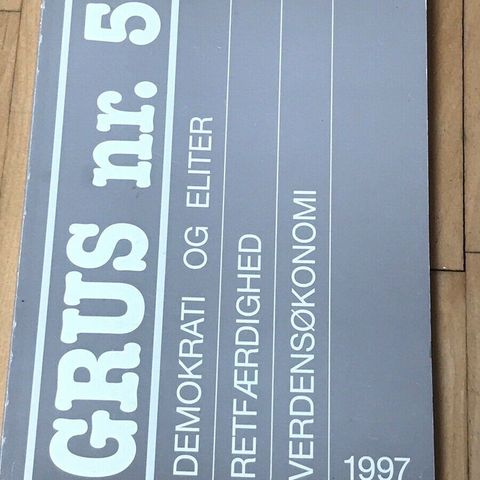 GRUS nr. 5
DEMOKRATI OG ELITER
RETFÆRDIGHED
VERDENSØKONOMI
1997